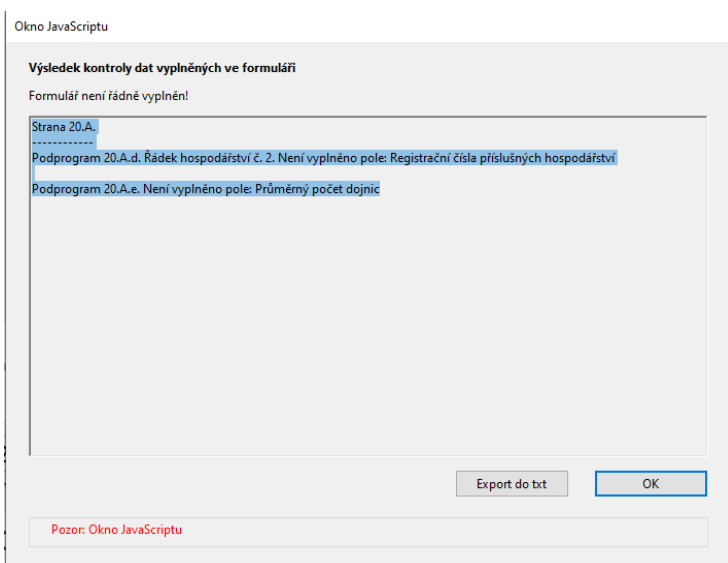 Okno JavaScriptu
Výsledek kontroly dat vyplněných ve formuláři
Formulář není řádně vyplněn!
Strana 20.A.
------------
Podprogram 20.A.d. Řádek hospodářství č. 2. Není vyplněno pole: Registrační čísla příslušných hospodářství
Podprogram 20.A.e. Není vyplněno pole: Průměrný počet dojnic
Export do txt
OK
Pozor: Okno JavaScriptu